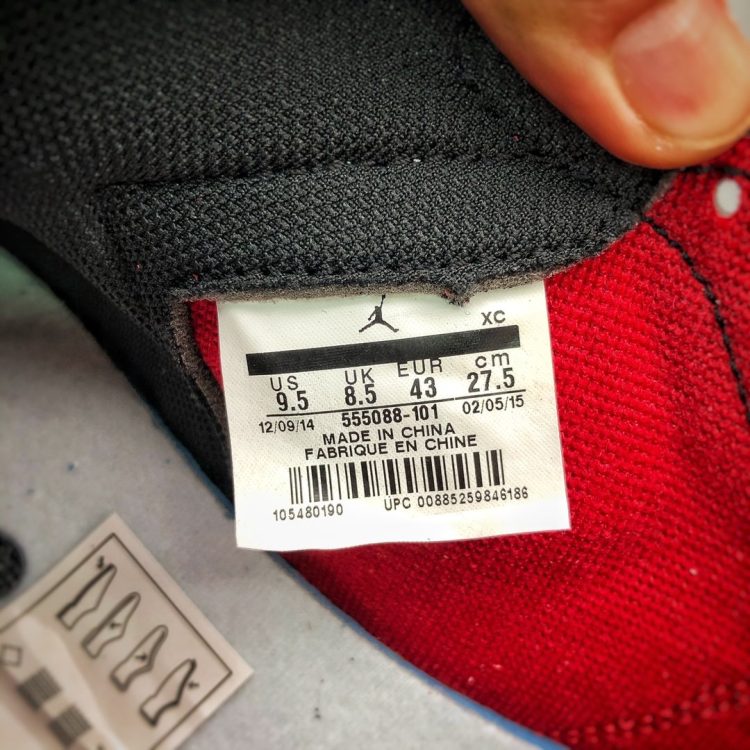 XC
US UK EUR cm
9.5 8.5 43 27.5
12/09/14 555088-101 02/05/15
MADE IN CHINA
FABRIQUE EN CHINE
105480190 UPC 00885259846186